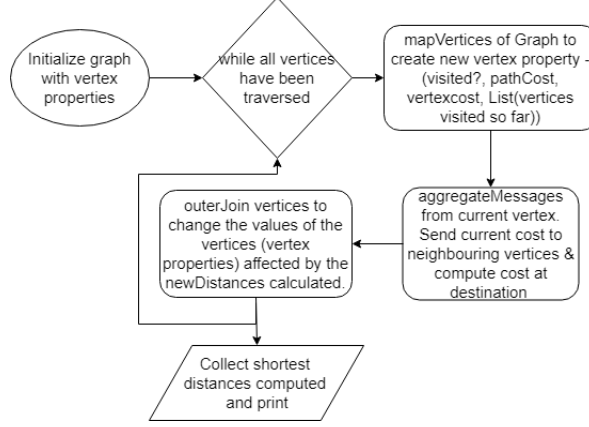 Initialize graph
with vertex
properties
while all vertices
have been
traversed
mapVertices of Graph to
create new vertex property -
(visited?, pathCost,
vertexcost, List(vertices
visited so far))
aggregateMessages
from current vertex.
Send current cost to
neighbouring vertices &
compute cost at
destination
outerJoin vertices to
change the values of the
vertices (vertex
properties) affected by the
newDistances calculated.
Collect shortest
distances computed
and print